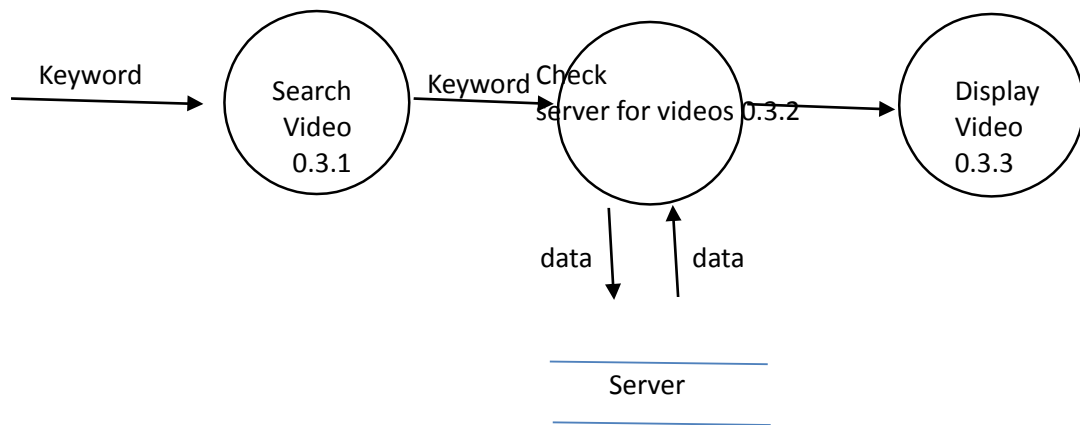 Keyword
Search
Video
0.3.1
Keyword
Check
server for videos 0.3.2
Display
Video
0.3.3
data
data
Server